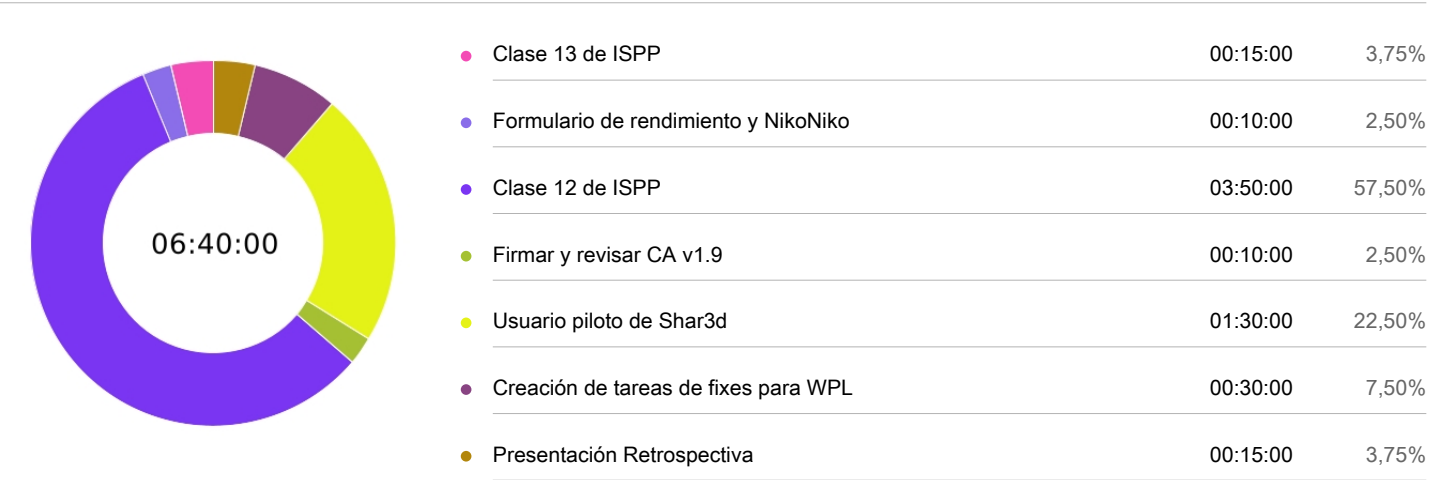 06:40:00
Clase 13 de ISPP 00:15:00 3,75%
Formulario de rendimiento y NikoNiko 00:10:00 2,50%
Clase 12 de ISPP 03:50:00 57,50%
Firmar y revisar CA v1.9 00:10:00 2,50%
Usuario piloto de Shar3d 01:30:00 22,50%
Creación de tareas de fixes para WPL 00:30:00 7,50%
Presentación Retrospectiva 00:15:00 3,75%